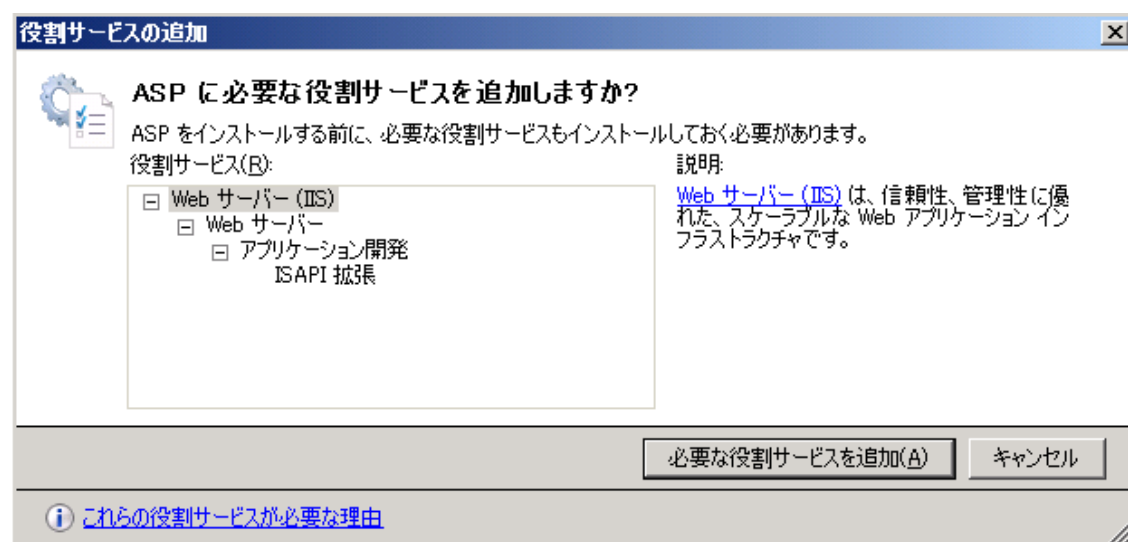 役割サービスの追加
ASP に必要な役割サービスを追加しますか?
ASP をインストールする前に、必要な役割サービスもインストールしておく必要があります。
役割サービス(R):
Web サーバー (IIS)
Web サーバー
アプリケーション開発
ISAPI 拡張
説明:
Web サーバー (IIS) は、信頼性、管理性に優
れた、スケーラブルな Web アプリケーション イン
フラストラクチャです。
必要な役割サービスを追加(A)
キャンセル
これらの役割サービスが必要な理由